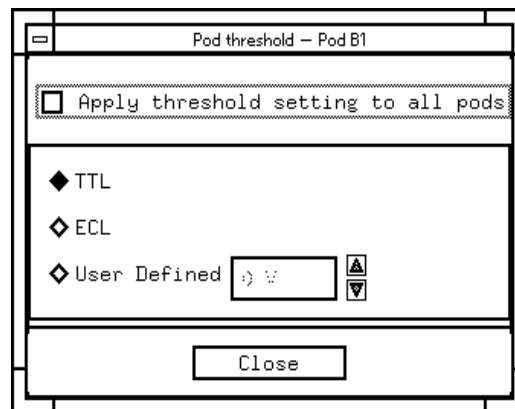 Pod threshold — Pod B1
Apply threshold setting to all pods
TTL
ECL
User Defined
Close